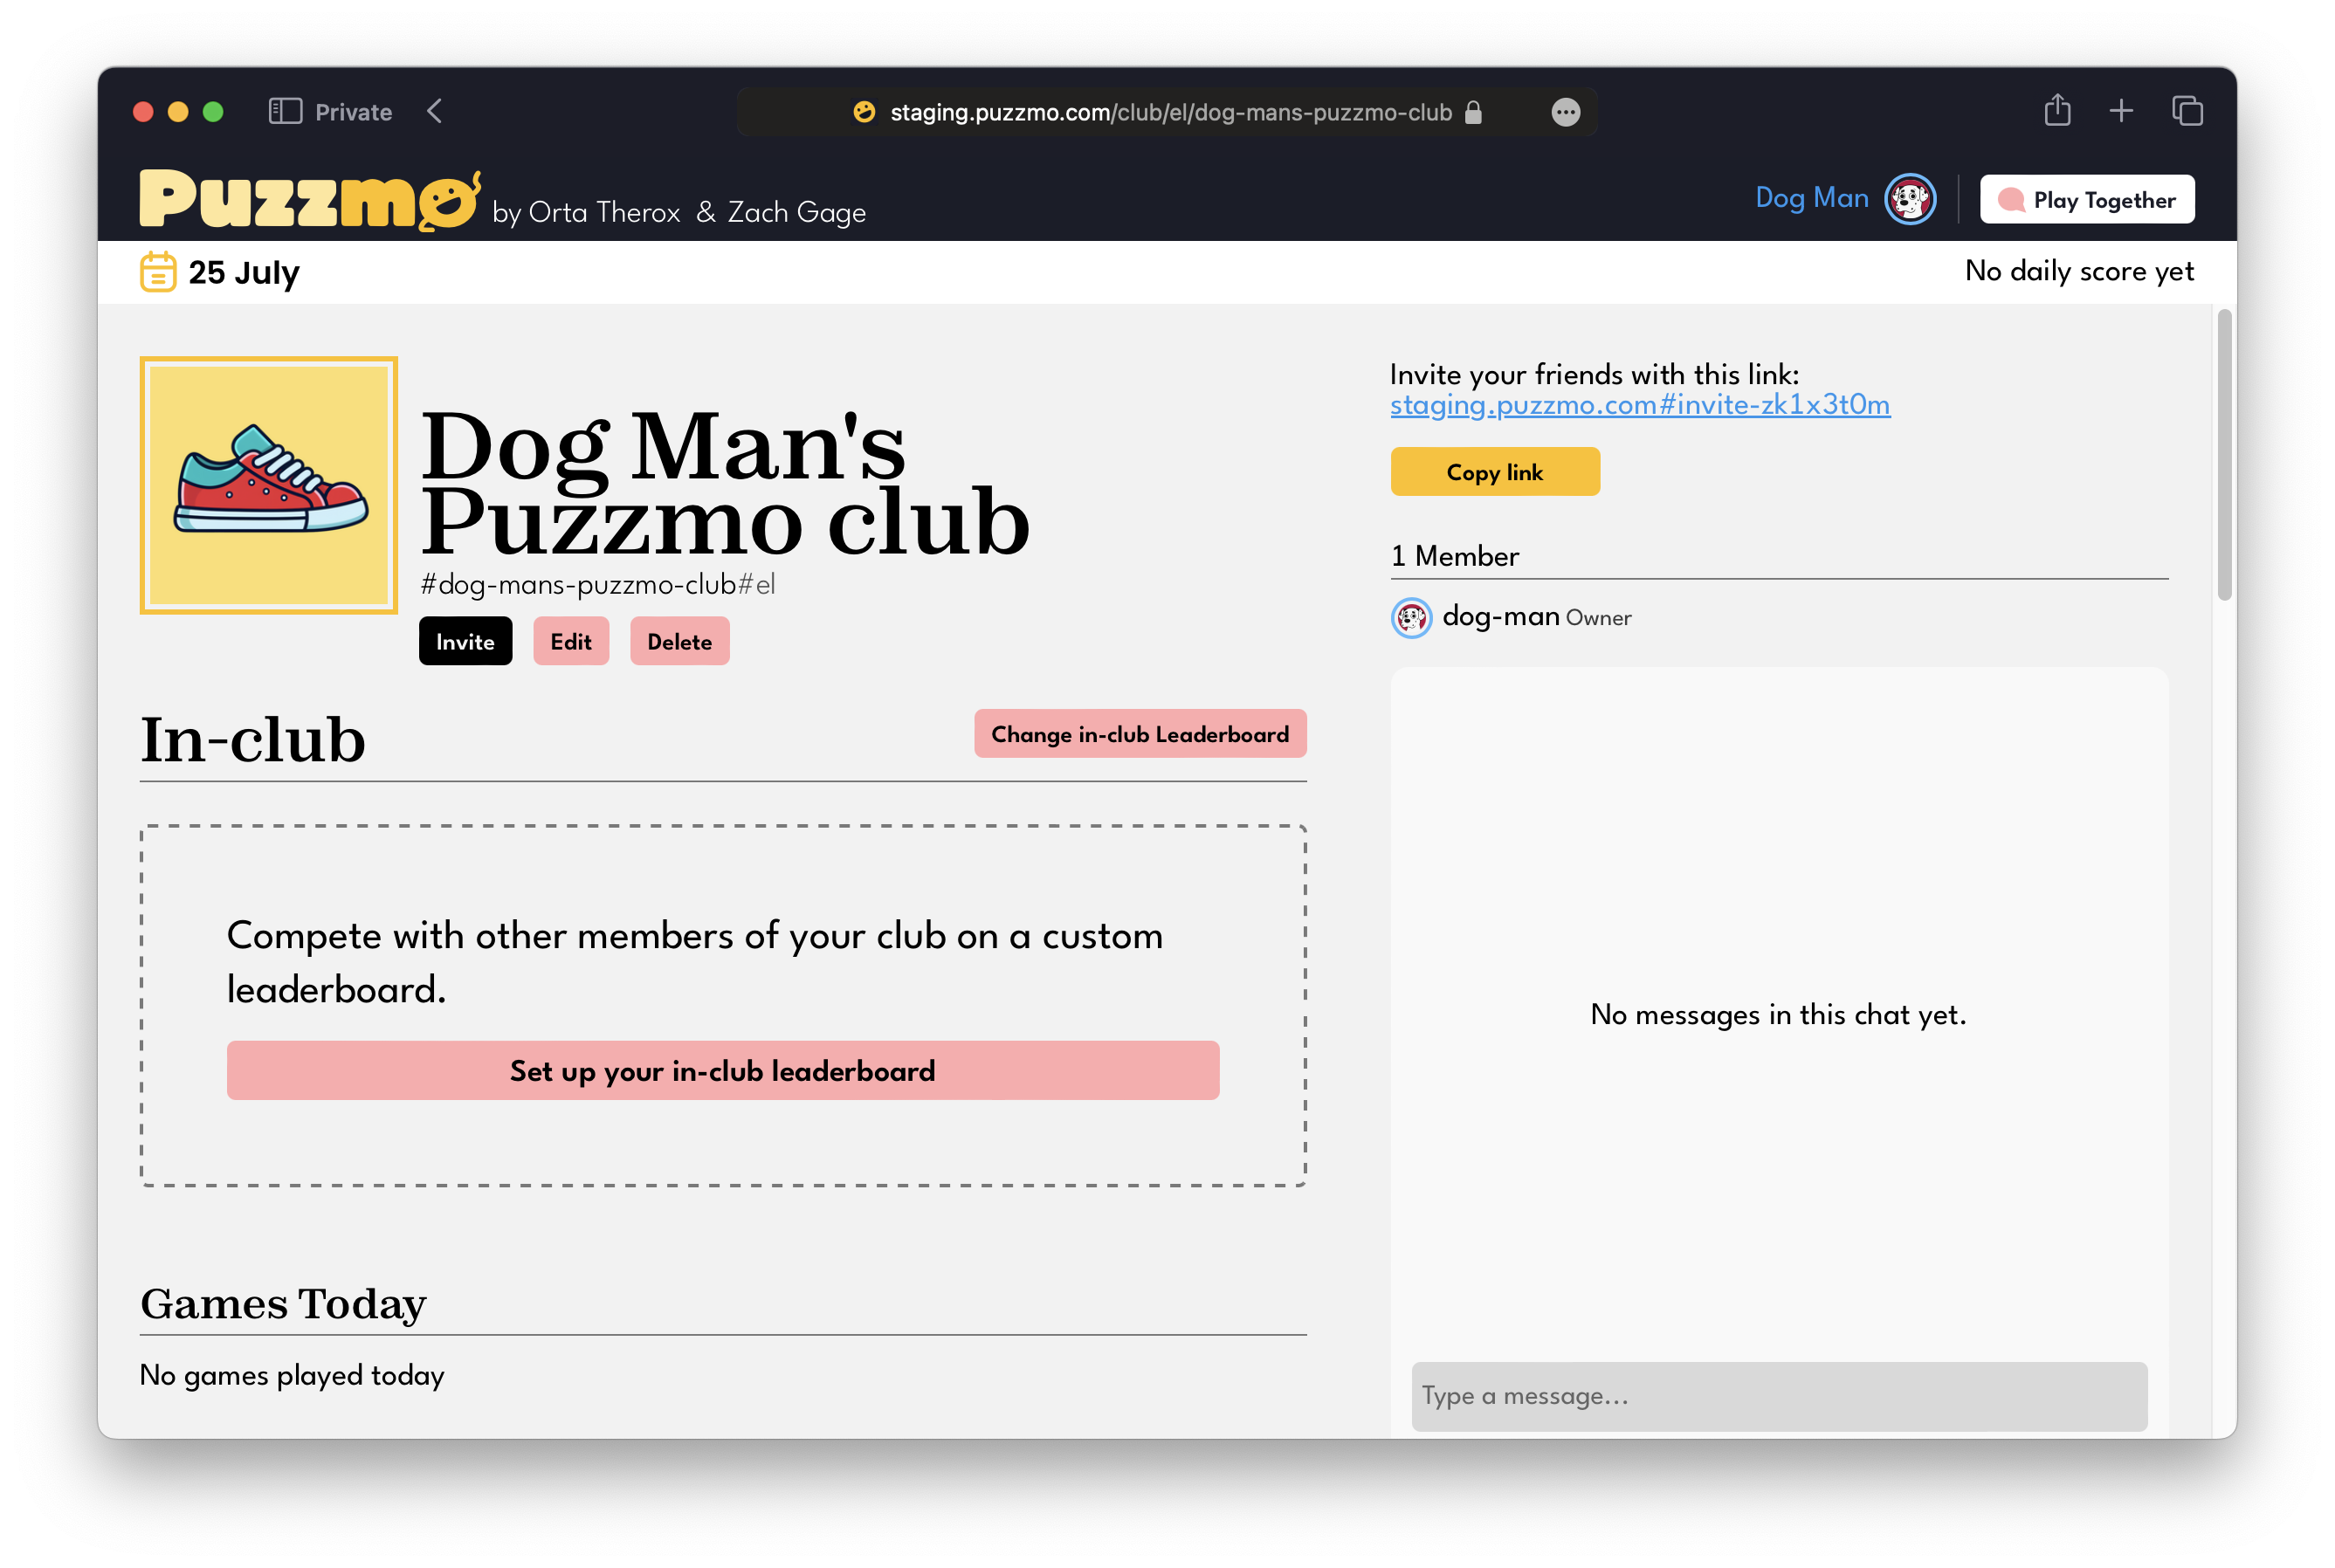 Private
staging.puzzmo.com/club/el/dog-mans-puzzmo-club
Puzzmo by Orta Therox & Zach Gage
Dog Man
Play Together
25 July
No daily score yet
Dog Man's
Puzzmo club
#dog-mans-puzzmo-club#el
Invite
Edit
Delete
In-club
Change in-club Leaderboard
Compete with other members of your club on a custom
leaderboard.
Set up your in-club leaderboard
Games Today
No games played today
Invite your friends with this link:
staging.puzzmo.com#invite-zk1x3t0m
Copy link
1 Member
dog-man Owner
No messages in this chat yet.
Type a message...